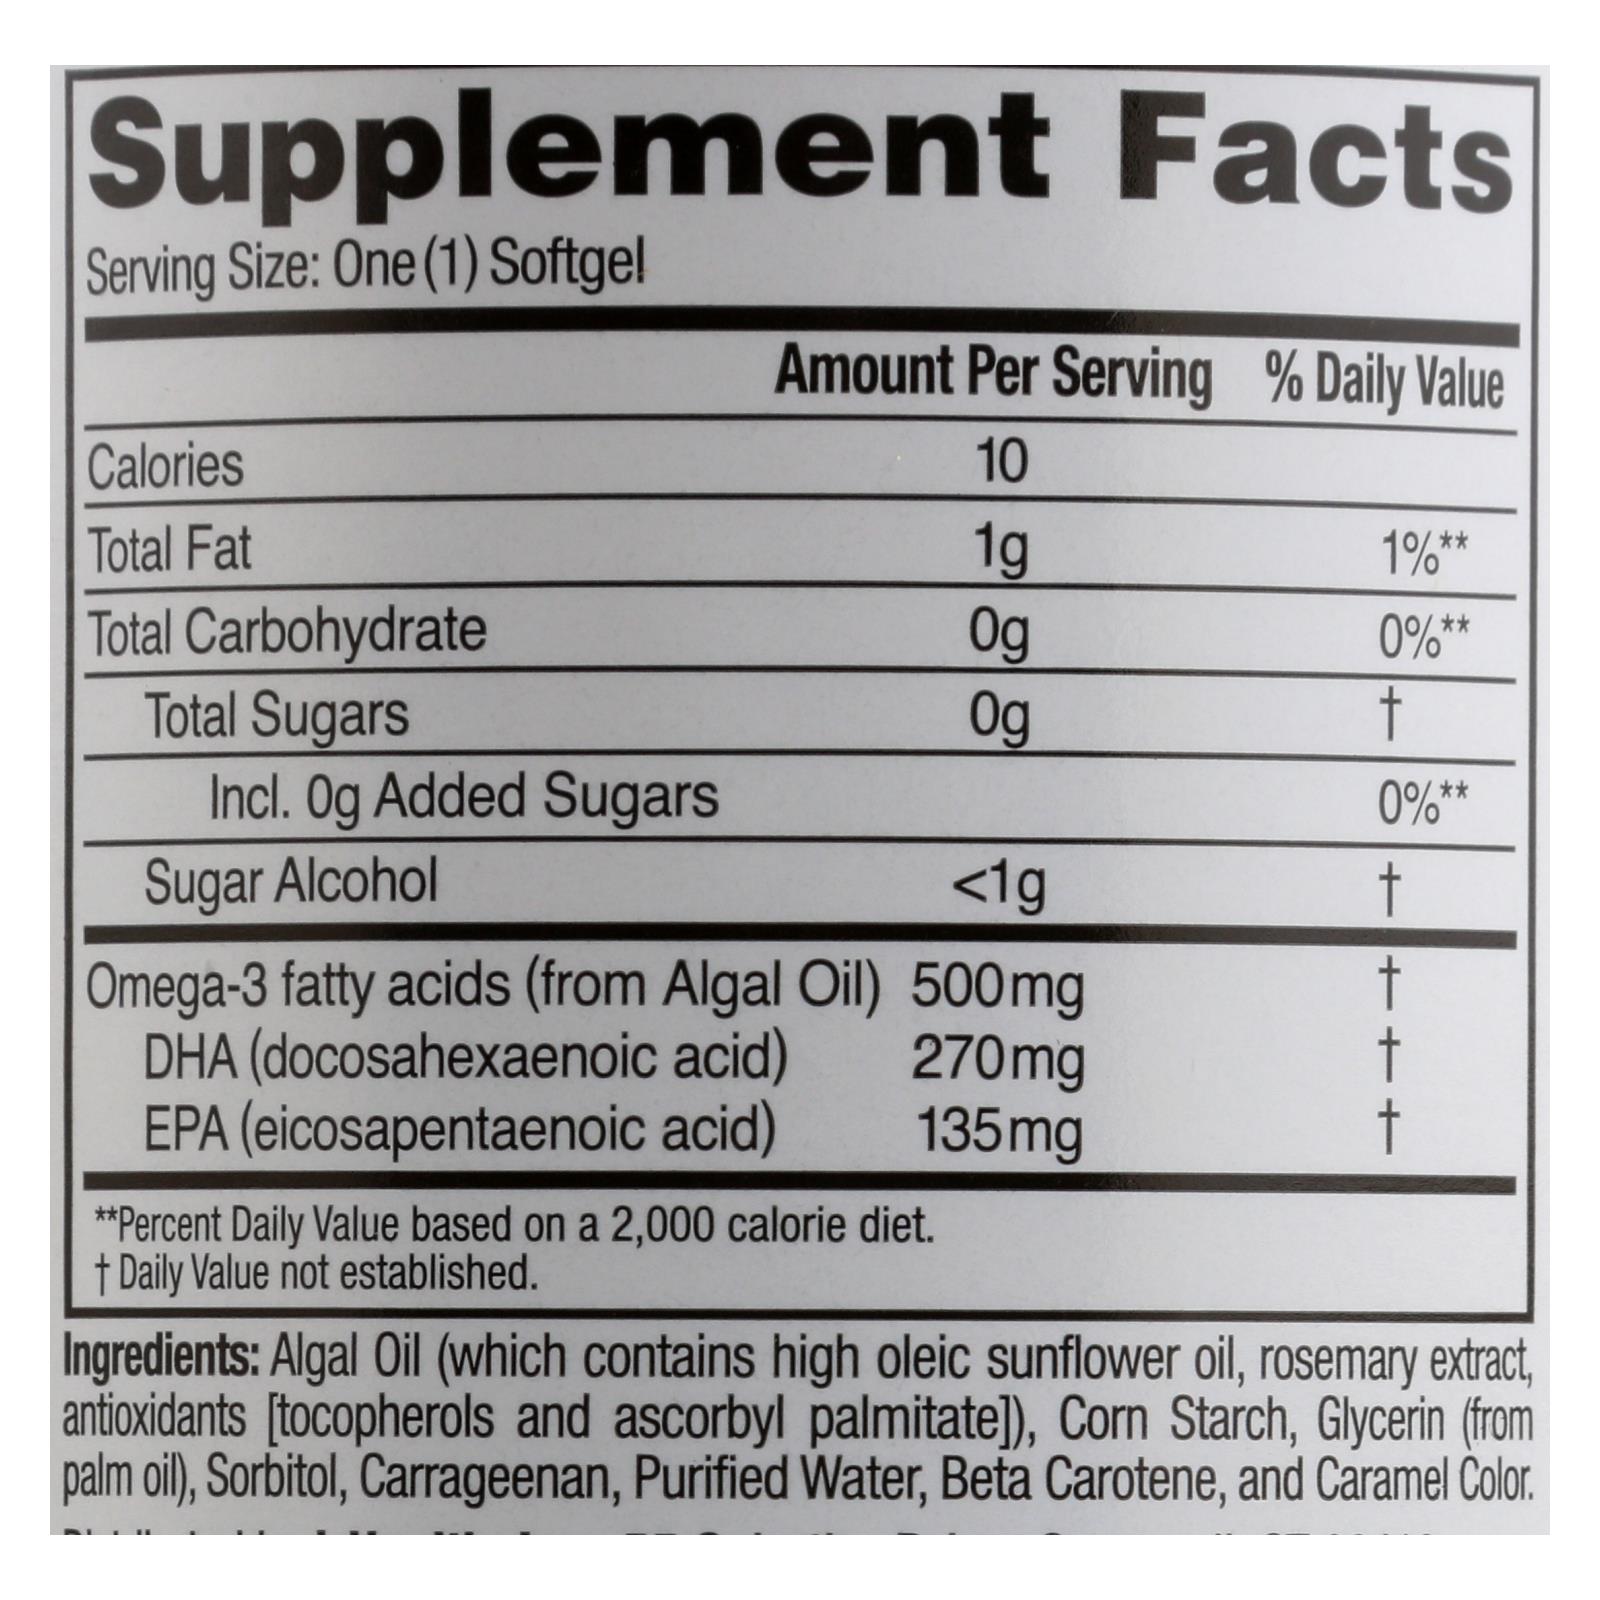 Supplement Facts
Serving Size: One (1) Softgel
Amount Per Serving % Daily Value
Calories 10
Total Fat 1g 1%**
Total Carbohydrate 0g 0%**
Total Sugars 0g †
Incl. 0g Added Sugars 0%**
Sugar Alcohol <1g †
Omega-3 fatty acids (from Algal Oil) 500mg †
DHA (docosahexaenoic acid) 270mg †
EPA (eicosapentaenoic acid) 135mg †
**Percent Daily Value based on a 2,000 calorie diet.
† Daily Value not established.
Ingredients: Algal Oil (which contains high oleic sunflower oil, rosemary extract,
antioxidants [tocopherols and ascorbyl palmitate]), Corn Starch, Glycerin (from
palm oil), Sorbitol, Carrageenan, Purified Water, Beta Carotene, and Caramel Color.